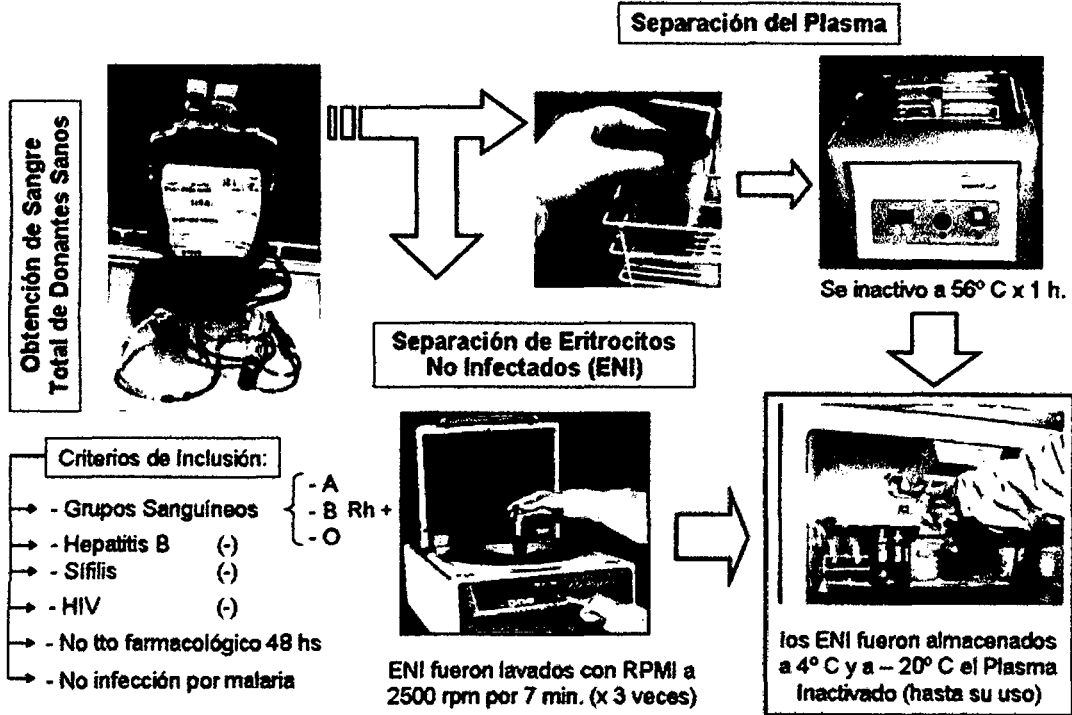 Separación del Plasma
Obtención de Sangre
Total de Donantes Sanos
Se inactivo a 56º C x 1 h.
Separación de Eritrocitos
No Infectados (ENI)
Criterios de Inclusión:
- Grupos Sanguíneos
- A
- B Rh +
- O
- Hepatitis B (-)
- Sífilis (-)
- HIV (-)
- No tto farmacológico 48 hs
- No infección por malaria
ENI fueron lavados con RPMI a
2500 rpm por 7 min. (x 3 veces)
los ENI fueron almacenados
a 4º C y a – 20º C el Plasma
Inactivado (hasta su uso)